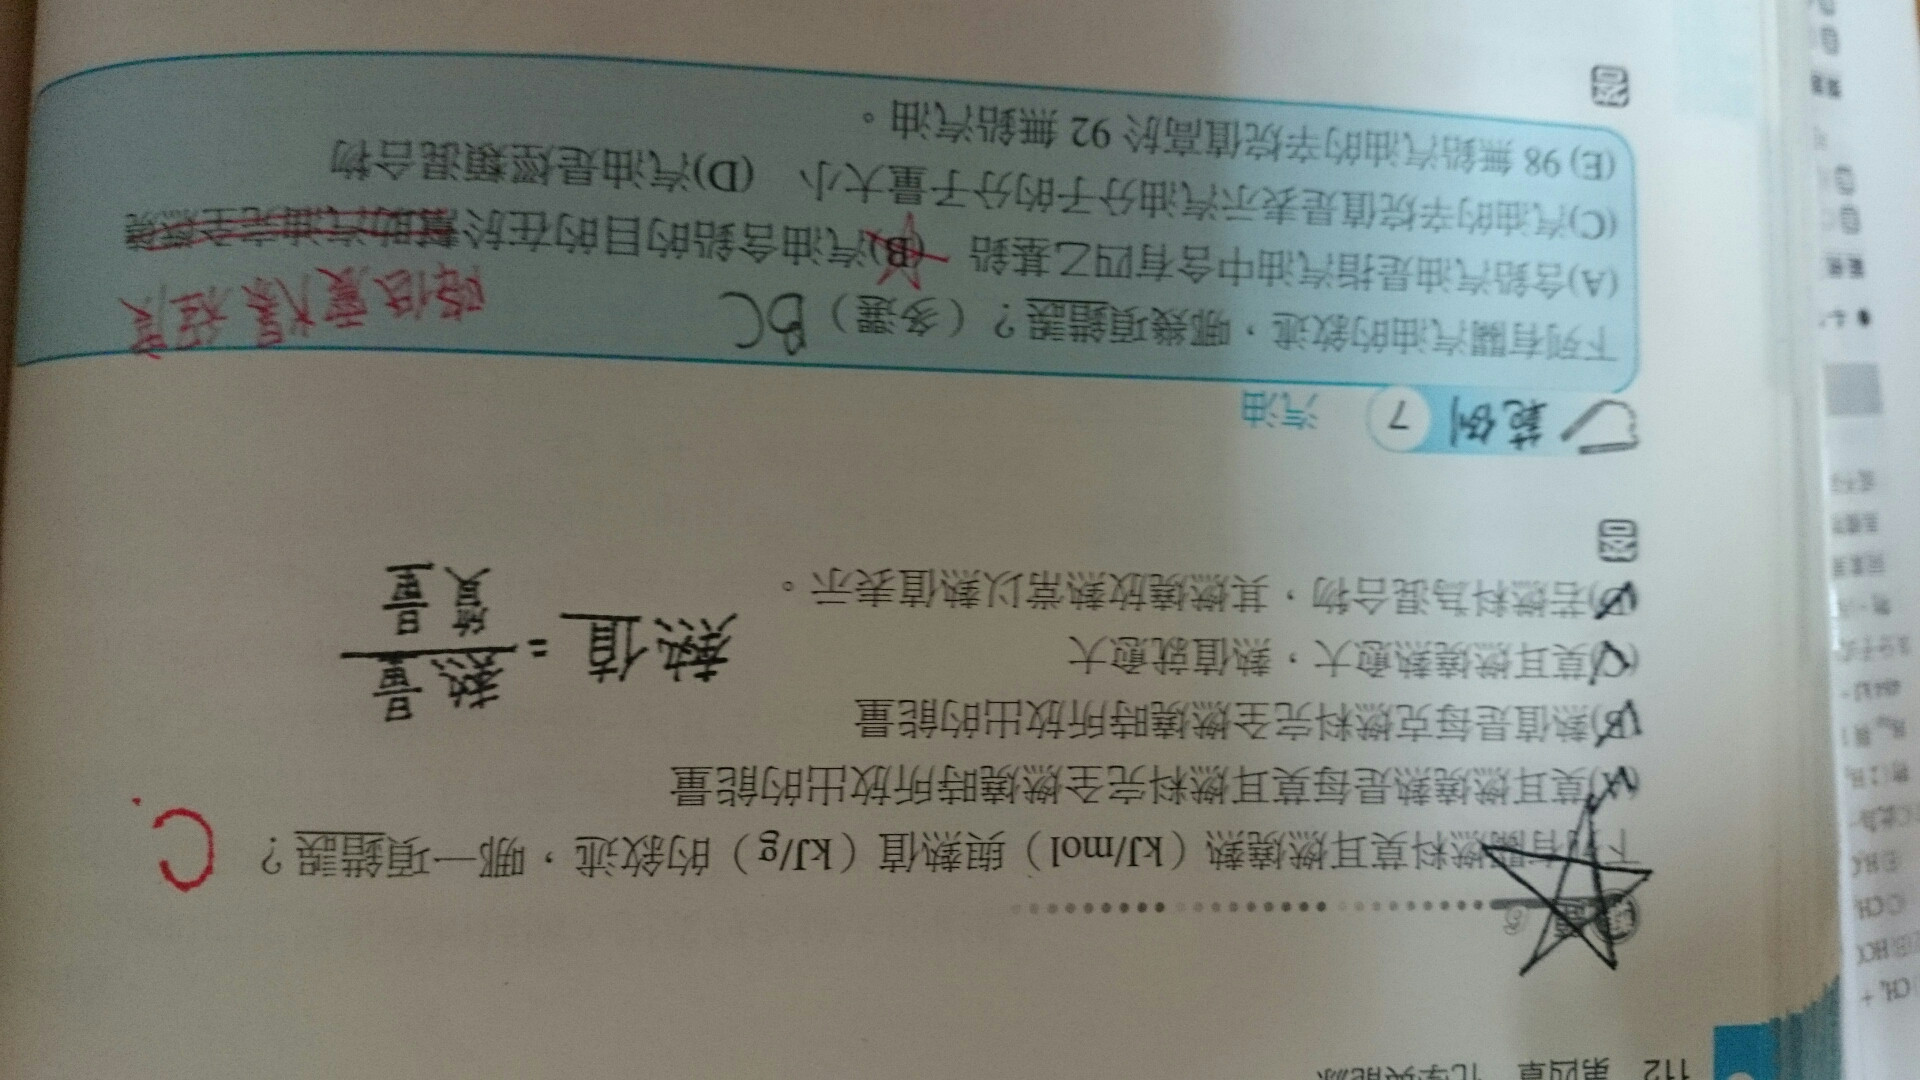 112 第四章 化學與能源
下列有關燃料莫耳燃燒熱（kJ/mol）與熱值（kJ/g）的敘述，哪一項錯誤？ C
(A)莫耳燃燒熱是每莫耳燃料完全燃燒時所放出的能量
(B)熱值是每克燃料完全燃燒時所放出的能量
(C)莫耳燃燒熱愈大，熱值就愈大
(D)若燃料為混合物，其燃燒放熱常以熱值表示。
熱值 = 熱量
質量
答
範例 7 汽油
下列有關汽油的敘述，哪幾項錯誤？（多選） BC
降低震爆程度
(A)含鉛汽油是指汽油中含有四乙基鉛 (B)汽油含鉛的目的在於幫助汽油完全燃燒
(C)汽油的辛烷值是表示汽油分子的分子量大小 (D)汽油是烴類混合物
(E) 98 無鉛汽油的辛烷值高於 92 無鉛汽油。
答